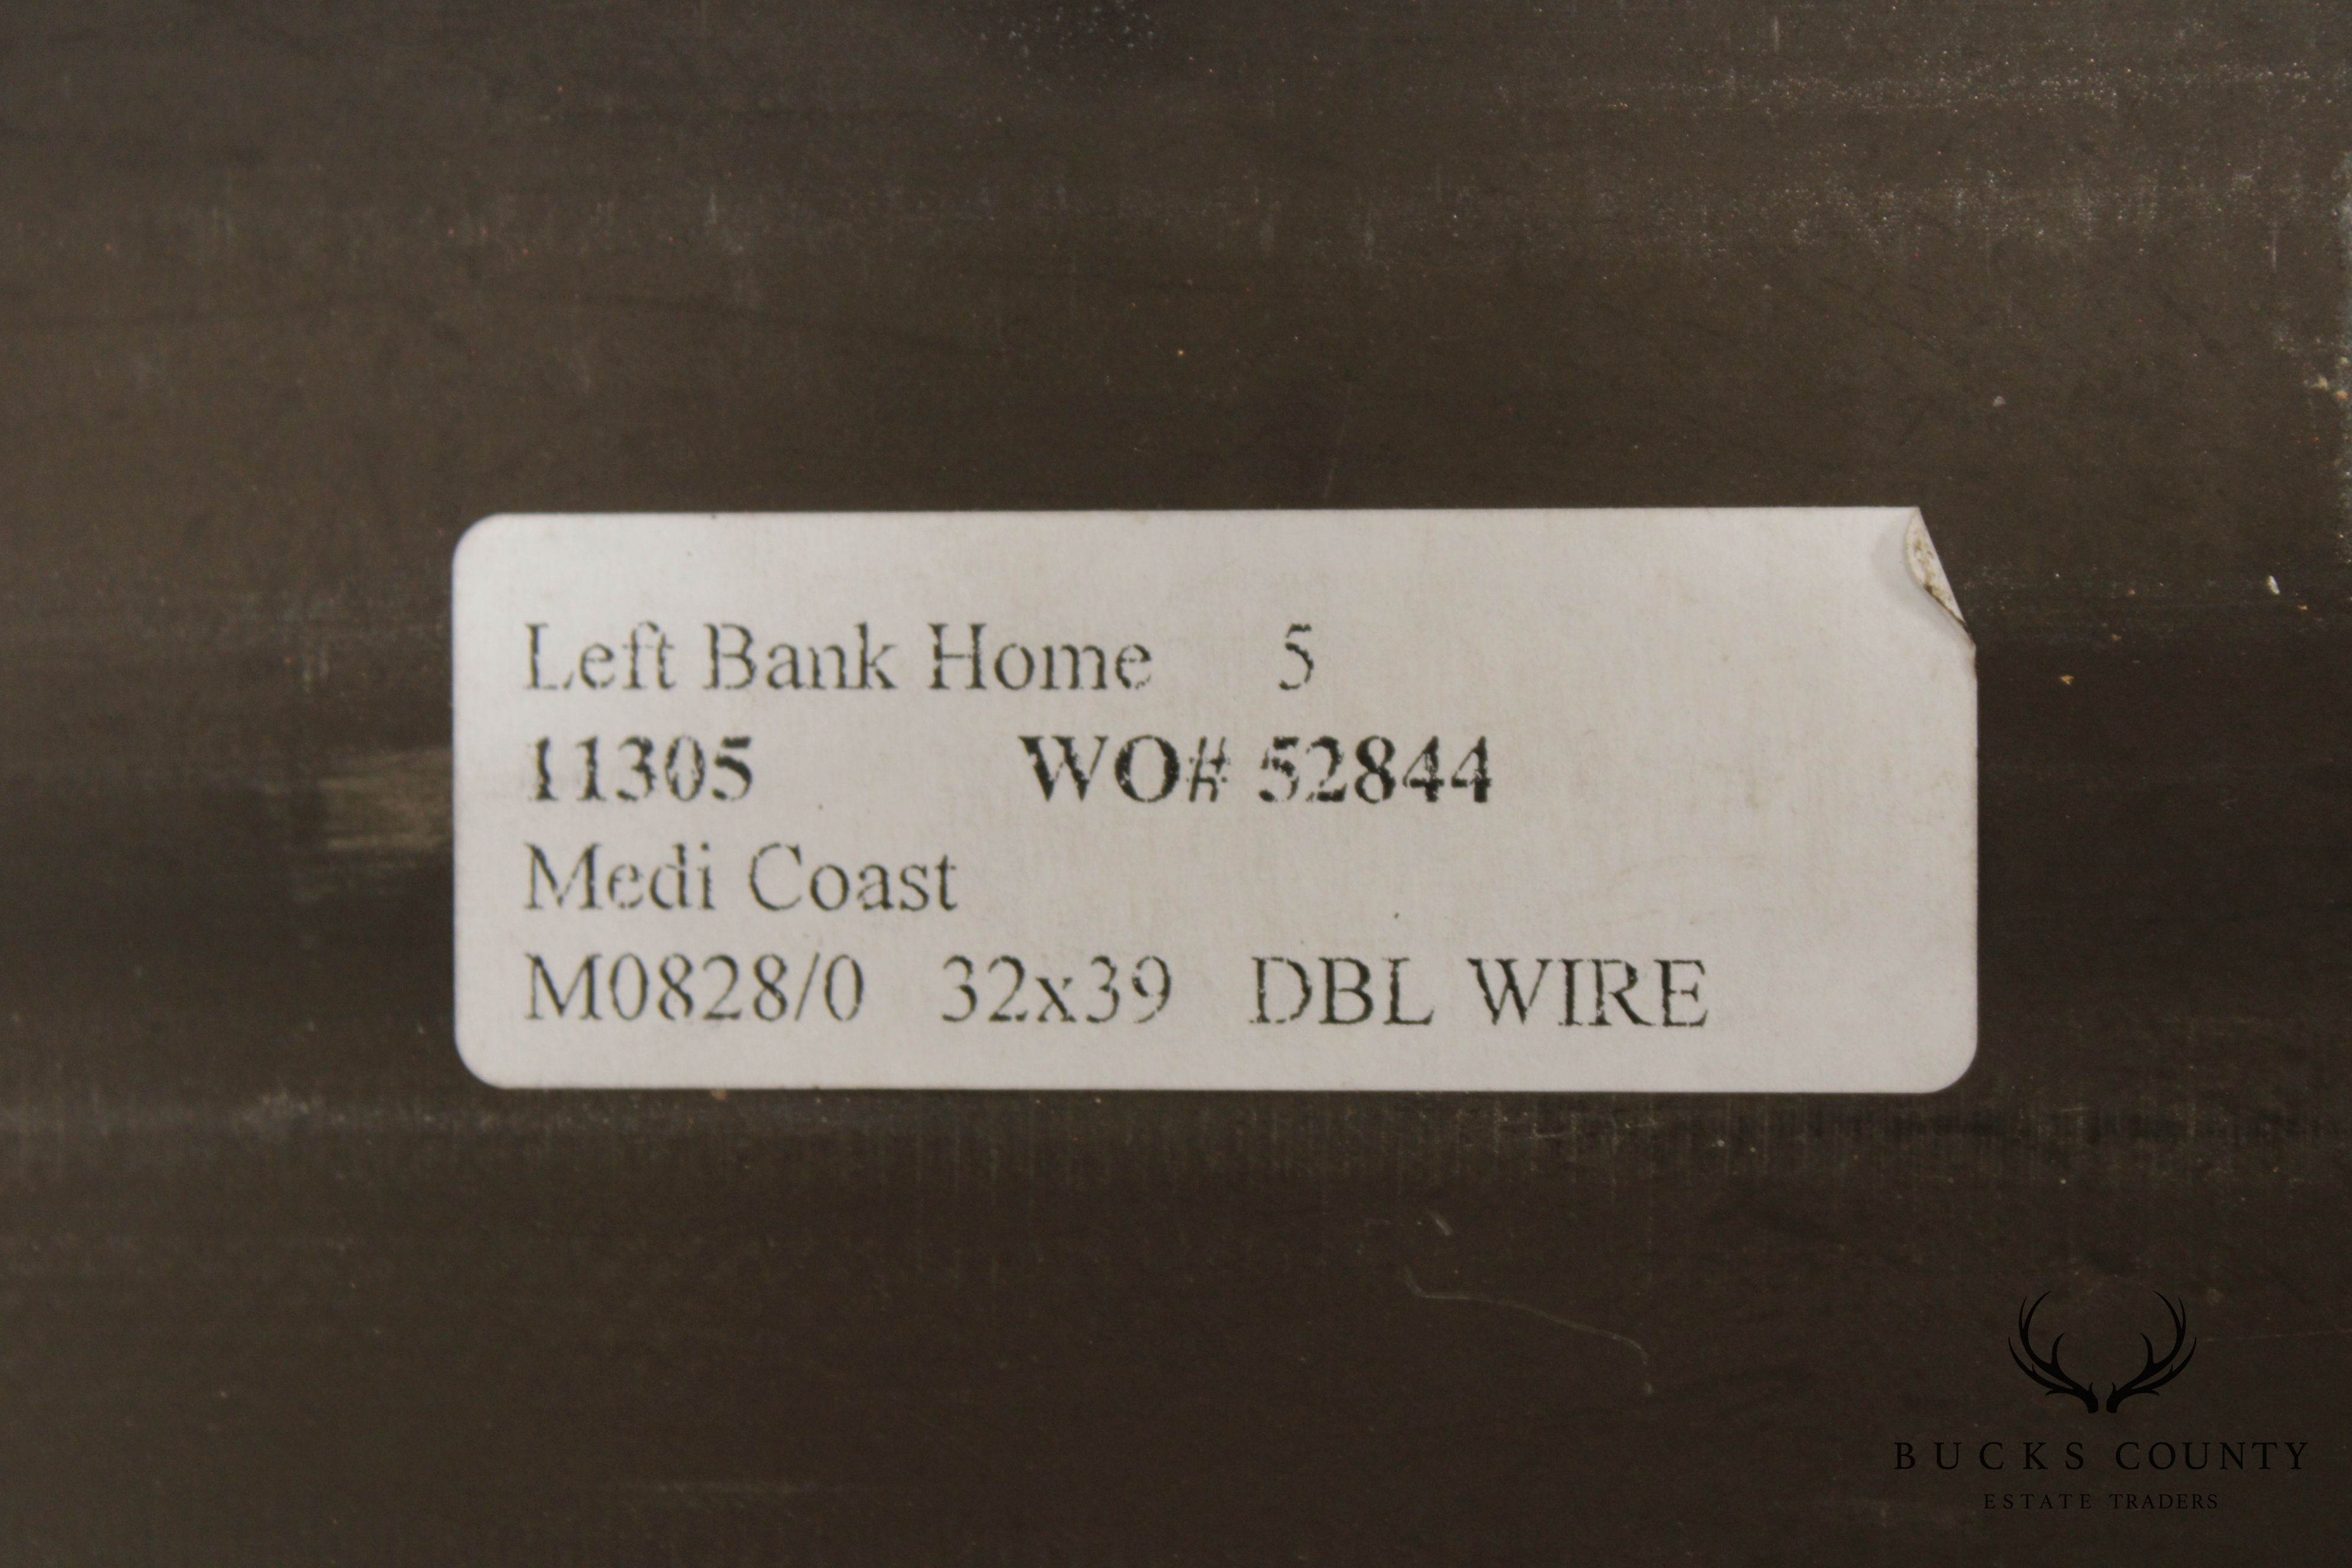 Left Bank Home 5
11305 WO# 52844
Medi Coast
M0828/0 32x39 DBL WIRE
BUCKS COUNTY
ESTATE TRADERS